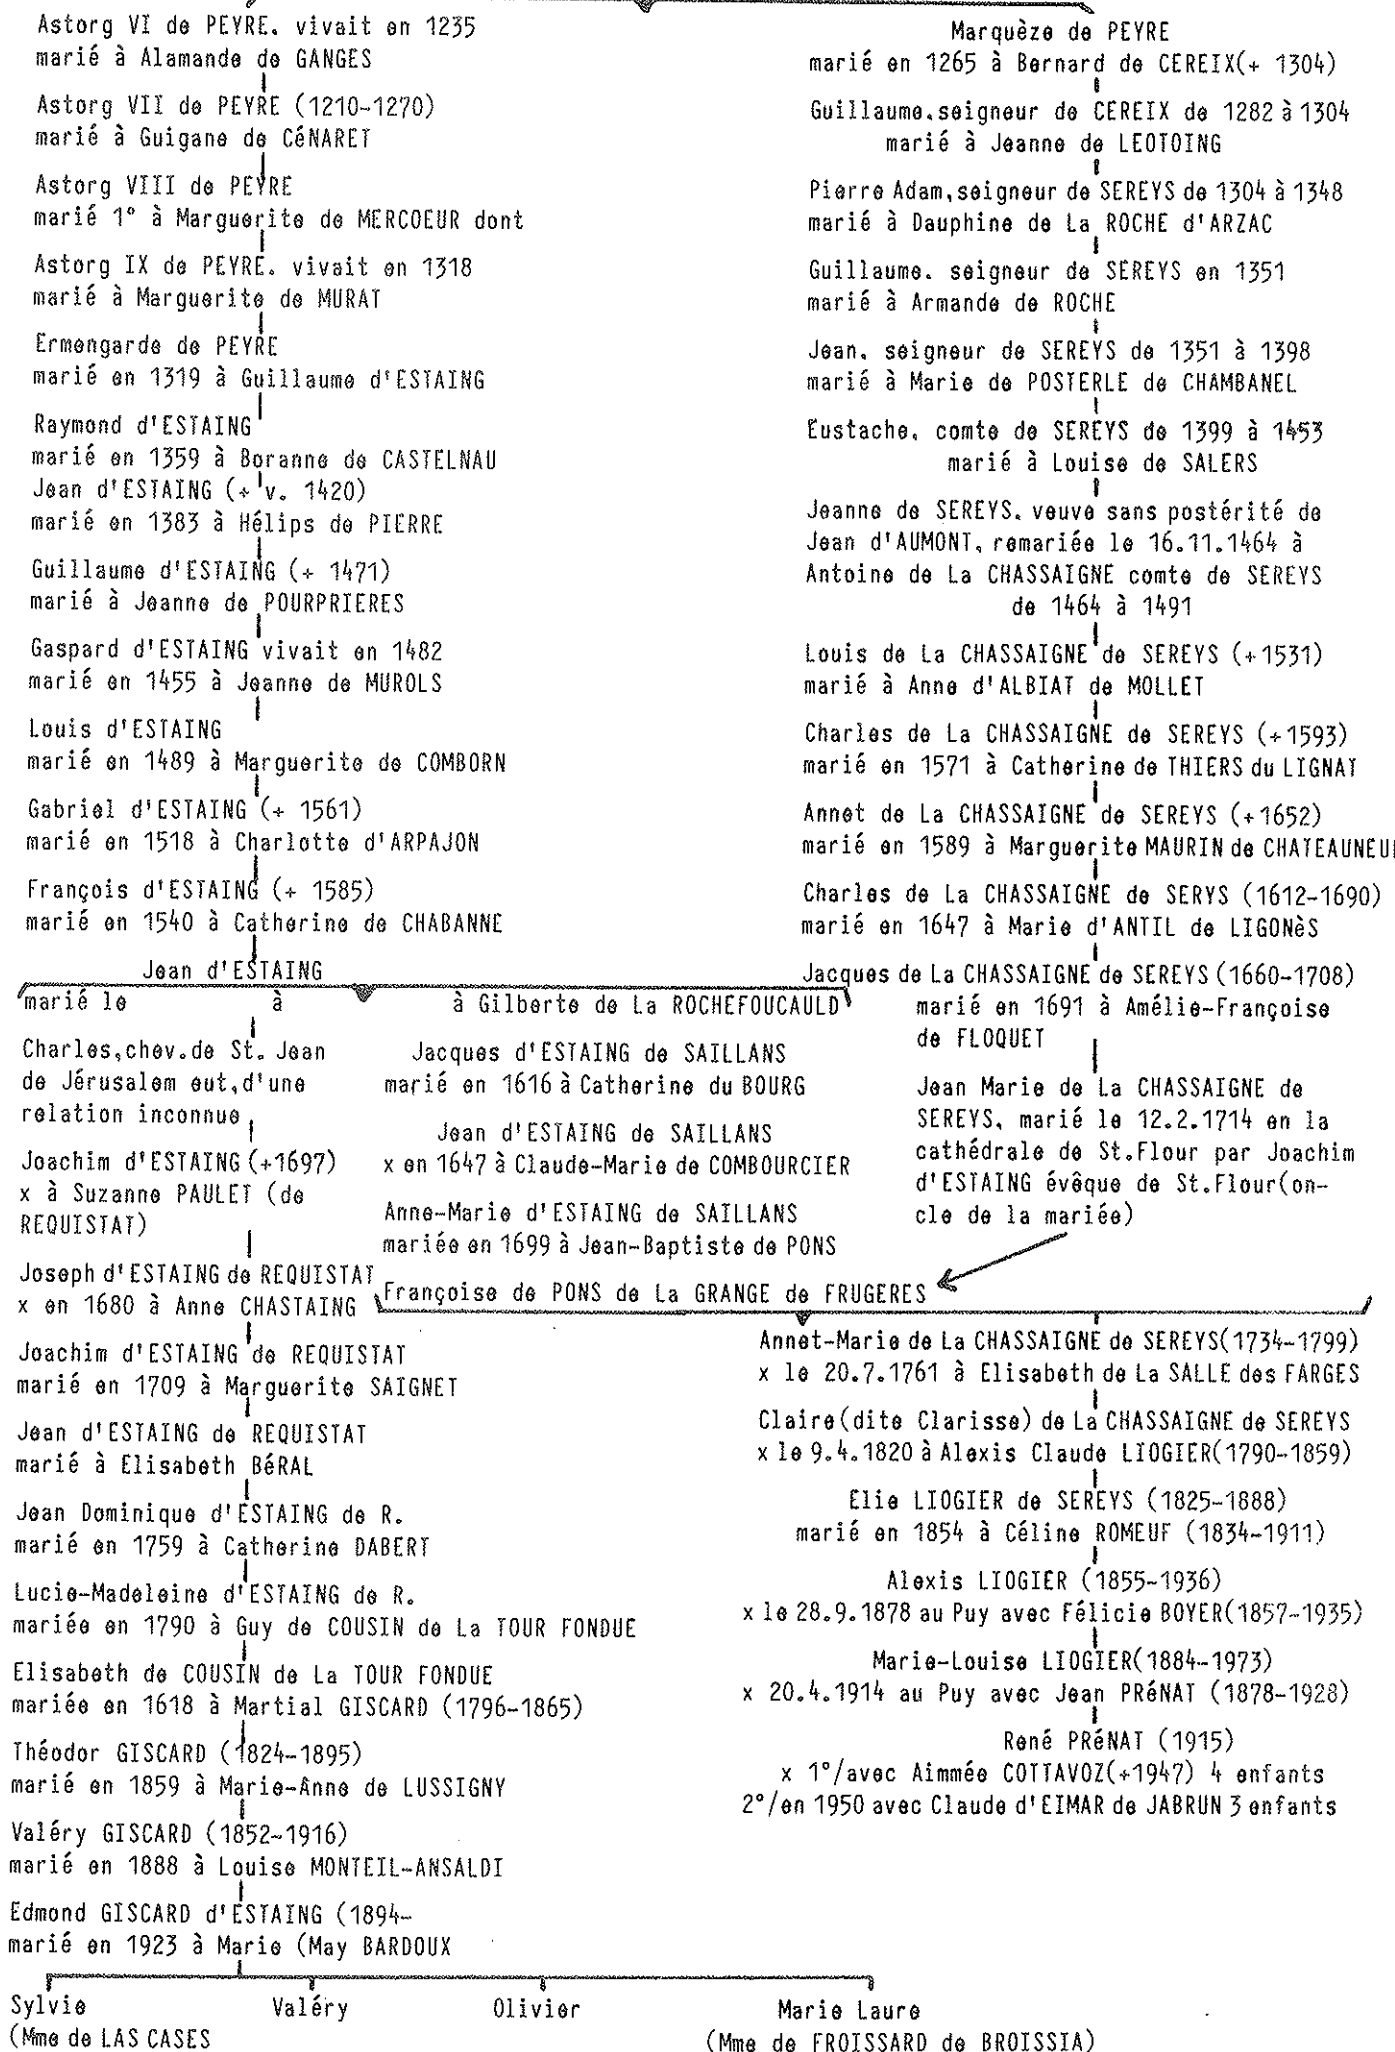 Astorg VI de PEYRE. vivait en 1235
marié à Alamande de GANGES
Astorg VII de PEYRE (1210-1270)
marié à Guigane de CéNARET
Astorg VIII de PEYRE
marié 1° à Marguerite de MERCOEUR dont
Astorg IX de PEYRE. vivait en 1318
marié à Marguerite de MURAT
Ermengarde de PEYRE
marié en 1319 à Guillaume d'ESTAING
Raymond d'ESTAING
marié en 1359 à Boranne de CASTELNAU
Jean d'ESTAING (+ v. 1420)
marié en 1383 à Hélips de PIERRE
Guillaume d'ESTAING (+ 1471)
marié à Jeanne de POURPRIERES
Gaspard d'ESTAING vivait en 1482
marié en 1455 à Jeanne de MUROLS
Louis d'ESTAING
marié en 1489 à Marguerite de COMBORN
Gabriel d'ESTAING (+ 1561)
marié en 1518 à Charlotte d'ARPAJON
François d'ESTAING (+ 1585)
marié en 1540 à Catherine de CHABANNE
Jean d'ESTAING
marié le à à Gilberte de La ROCHEFOUCAULD
Charles,chev.de St. Jean
de Jérusalem eut,d'une
relation inconnue
Joachim d'ESTAING (+1697)
x à Suzanne PAULET (de
REQUISTAT)
Joseph d'ESTAING de REQUISTAT
x en 1680 à Anne CHASTAING
Joachim d'ESTAING de REQUISTAT
marié en 1709 à Marguerite SAIGNET
Jean d'ESTAING de REQUISTAT
marié à Elisabeth BéRAL
Jean Dominique d'ESTAING de R.
marié en 1759 à Catherine DABERT
Lucie-Madeleine d'ESTAING de R.
mariée en 1790 à Guy de COUSIN de La TOUR FONDUE
Elisabeth de COUSIN de La TOUR FONDUE
mariée en 1618 à Martial GISCARD (1796-1865)
Théodor GISCARD (1824-1895)
marié en 1859 à Marie-Anne de LUSSIGNY
Valéry GISCARD (1852-1916)
marié en 1888 à Louise MONTEIL-ANSALDI
Edmond GISCARD d'ESTAING (1894-
marié en 1923 à Marie (May BARDOUX
Sylvie Valéry Olivier Marie Laure
(Mme de LAS CASES (Mme de FROISSARD de BROISSIA)
Jacques d'ESTAING de SAILLANS
marié en 1616 à Catherine du BOURG
Jean d'ESTAING de SAILLANS
x en 1647 à Claude-Marie de COMBOURCIER
Anne-Marie d'ESTAING de SAILLANS
mariée en 1699 à Jean-Baptiste de PONS
Françoise de PONS de La GRANGE de FRUGERES
Marquèze de PEYRE
marié en 1265 à Bernard de CEREIX(+ 1304)
Guillaume.seigneur de CEREIX de 1282 à 1304
marié à Jeanne de LEOTOING
Pierre Adam,seigneur de SEREYS de 1304 à 1348
marié à Dauphine de La ROCHE d'ARZAC
Guillaume. seigneur de SEREYS en 1351
marié à Armande de ROCHE
Jean. seigneur de SEREYS de 1351 à 1398
marié à Marie de POSTERLE de CHAMBANEL
Eustache. comte de SEREYS de 1399 à 1453
marié à Louise de SALERS
Jeanne de SEREYS. veuve sans postérité de
Jean d'AUMONT, remariée le 16.11.1464 à
Antoine de La CHASSAIGNE comte de SEREYS
de 1464 à 1491
Louis de La CHASSAIGNE de SEREYS (+1531)
marié à Anne d'ALBIAT de MOLLET
Charles de La CHASSAIGNE de SEREYS (+1593)
marié en 1571 à Catherine de THIERS du LIGNAT
Annet de La CHASSAIGNE de SEREYS (+1652)
marié en 1589 à Marguerite MAURIN de CHATEAUNEUF
Charles de La CHASSAIGNE de SERYS (1612-1690)
marié en 1647 à Marie d'ANTIL de LIGONèS
Jacques de La CHASSAIGNE de SEREYS (1660-1708)
marié en 1691 à Amélie-Françoise
de FLOQUET
Jean Marie de La CHASSAIGNE de
SEREYS, marié le 12.2.1714 en la
cathédrale de St.Flour par Joachim
d'ESTAING évêque de St.Flour(on-
cle de la mariée)
Annet-Marie de La CHASSAIGNE de SEREYS(1734-1799)
x le 20.7.1761 à Elisabeth de La SALLE des FARGES
Claire(dite Clarisse) de La CHASSAIGNE de SEREYS
x le 9.4.1820 à Alexis Claude LIOGIER(1790-1859)
Elie LIOGIER de SEREYS (1825-1888)
marié en 1854 à Céline ROMEUF (1834-1911)
Alexis LIOGIER (1855-1936)
x le 28.9.1878 au Puy avec Félicie BOYER(1857-1935)
Marie-Louise LIOGIER(1884-1973)
x 20.4.1914 au Puy avec Jean PRéNAT (1878-1928)
René PRéNAT (1915)
x 1°/avec Aimmée COTTAVOZ(+1947) 4 enfants
2°/en 1950 avec Claude d'EIMAR de JABRUN 3 enfants